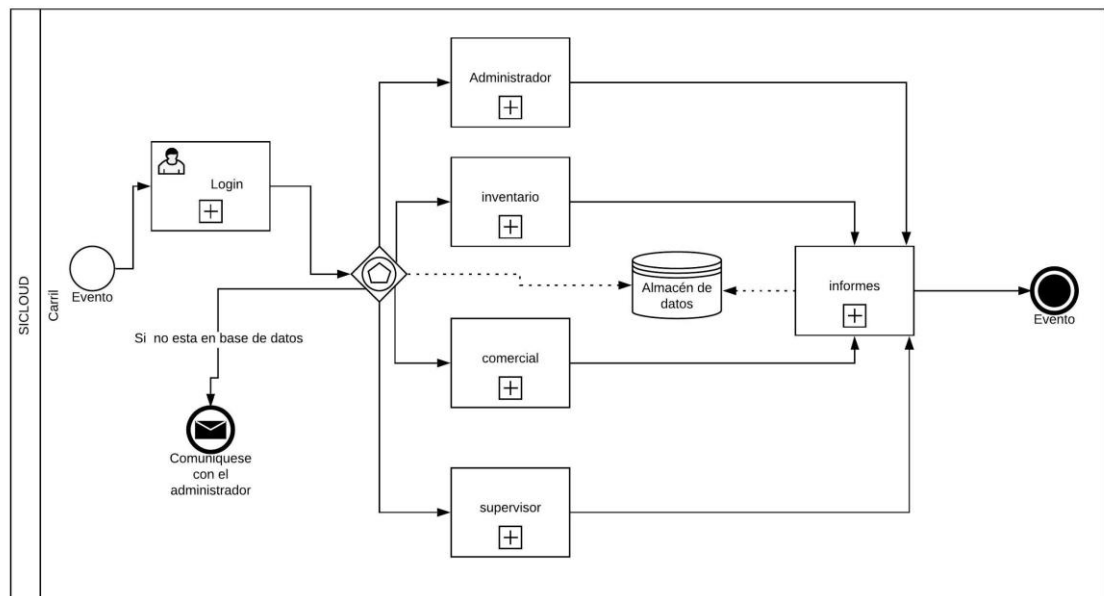 SICLOUD
Carril
Evento
Login
Si no esta en base de datos
Comuniquese
con el
administrador
Administrador
inventario
Almacén de
datos
comercial
supervisor
informes
Evento